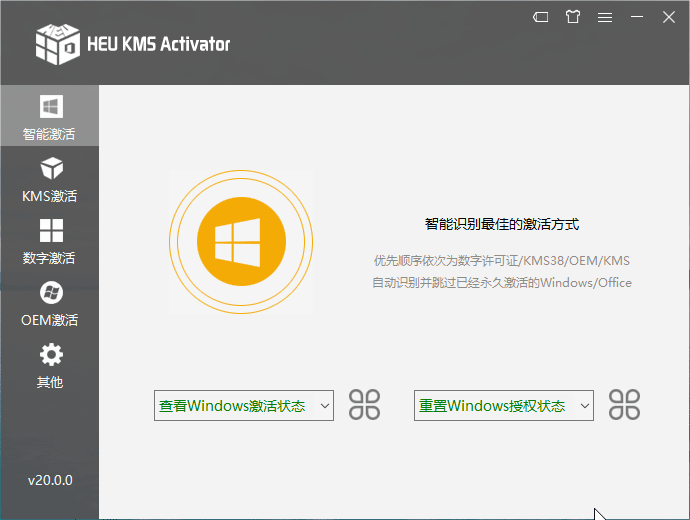 HEU KMS Activator
智能激活
KMS激活
数字激活
OEM激活
其他
v20.0.0
智能识别最佳的激活方式
优先顺序依次为数字许可证/KMS38/OEM/KMS
自动识别并跳过已经永久激活的Windows/Office
查看Windows激活状态
重置Windows授权状态